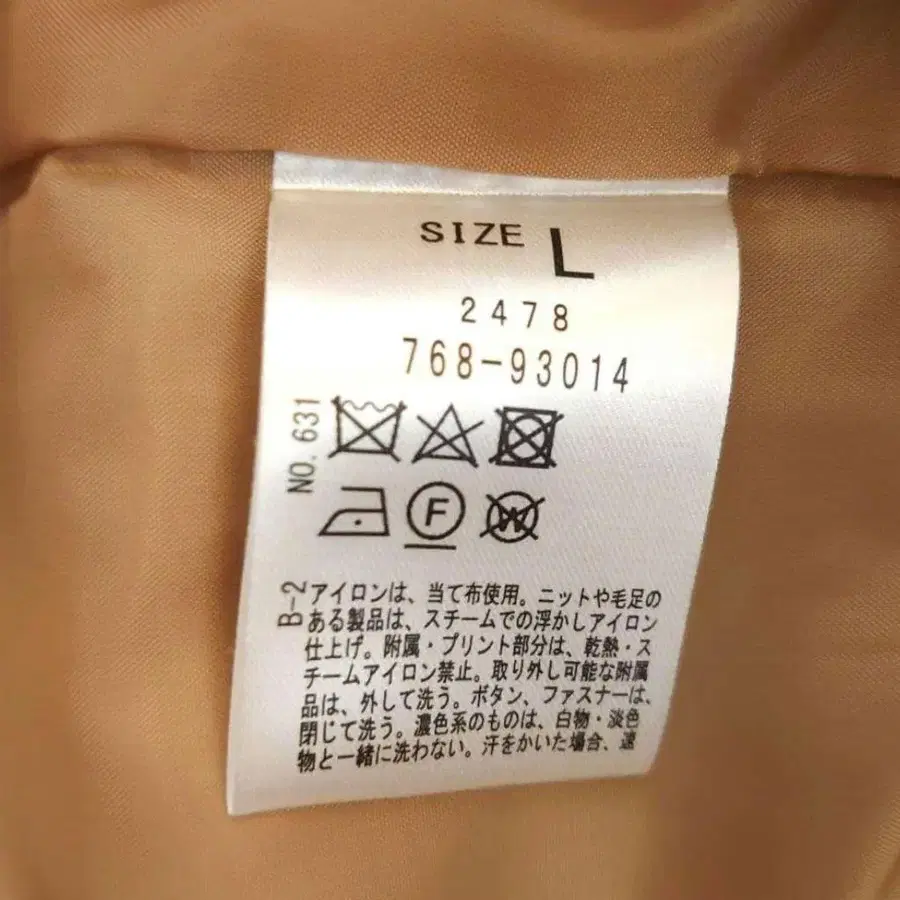 SIZE L
2478
768-93014
NO. 631
F
W
B-2
アイロンは、当て布使用。ニットや毛足の
ある製品は、スチームでの浮かしアイロン
仕上げ。附属・プリント部分は、乾熱・ス
チームアイロン禁止。取り外し可能な附属
品は、外して洗う。ボタン、ファスナーは、
閉じて洗う。濃色系のものは、白物・淡色
物と一緒に洗わない。汗をかいた場合、速